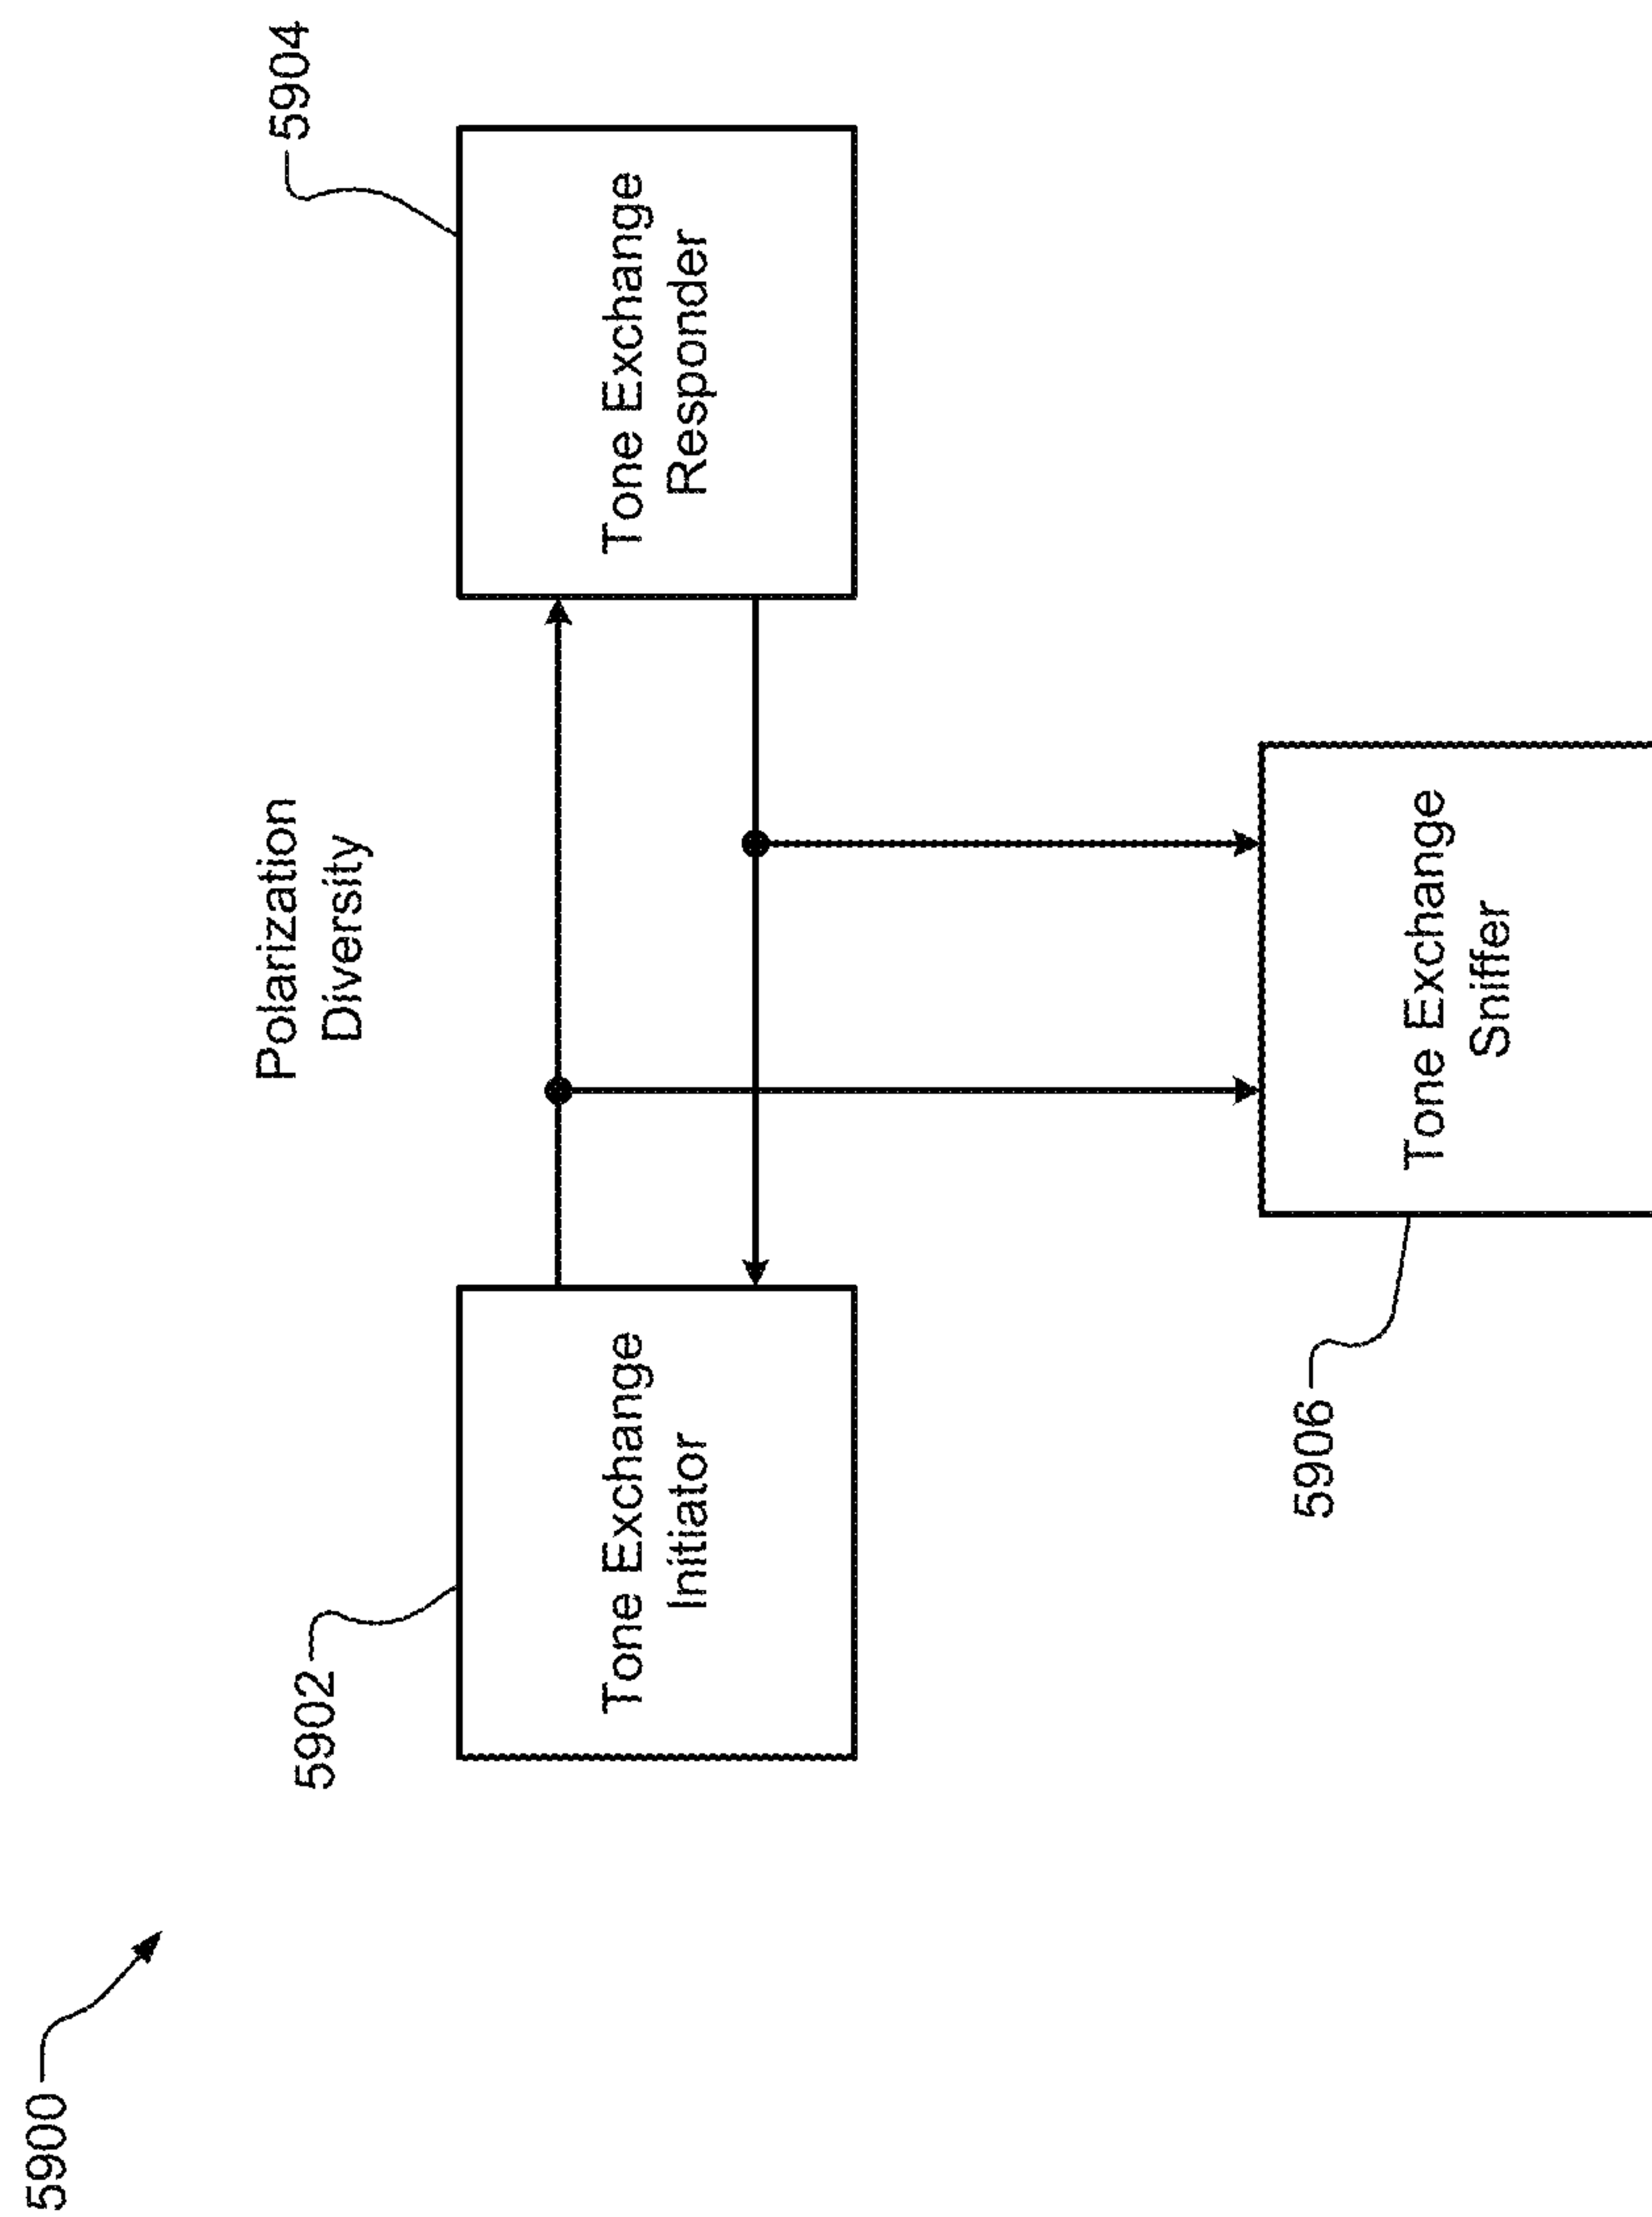 5900
Polarization
Diversity
5902
5904
Tone Exchange
Initiator
Tone Exchange
Responder
5906
Tone Exchange
Sniffer